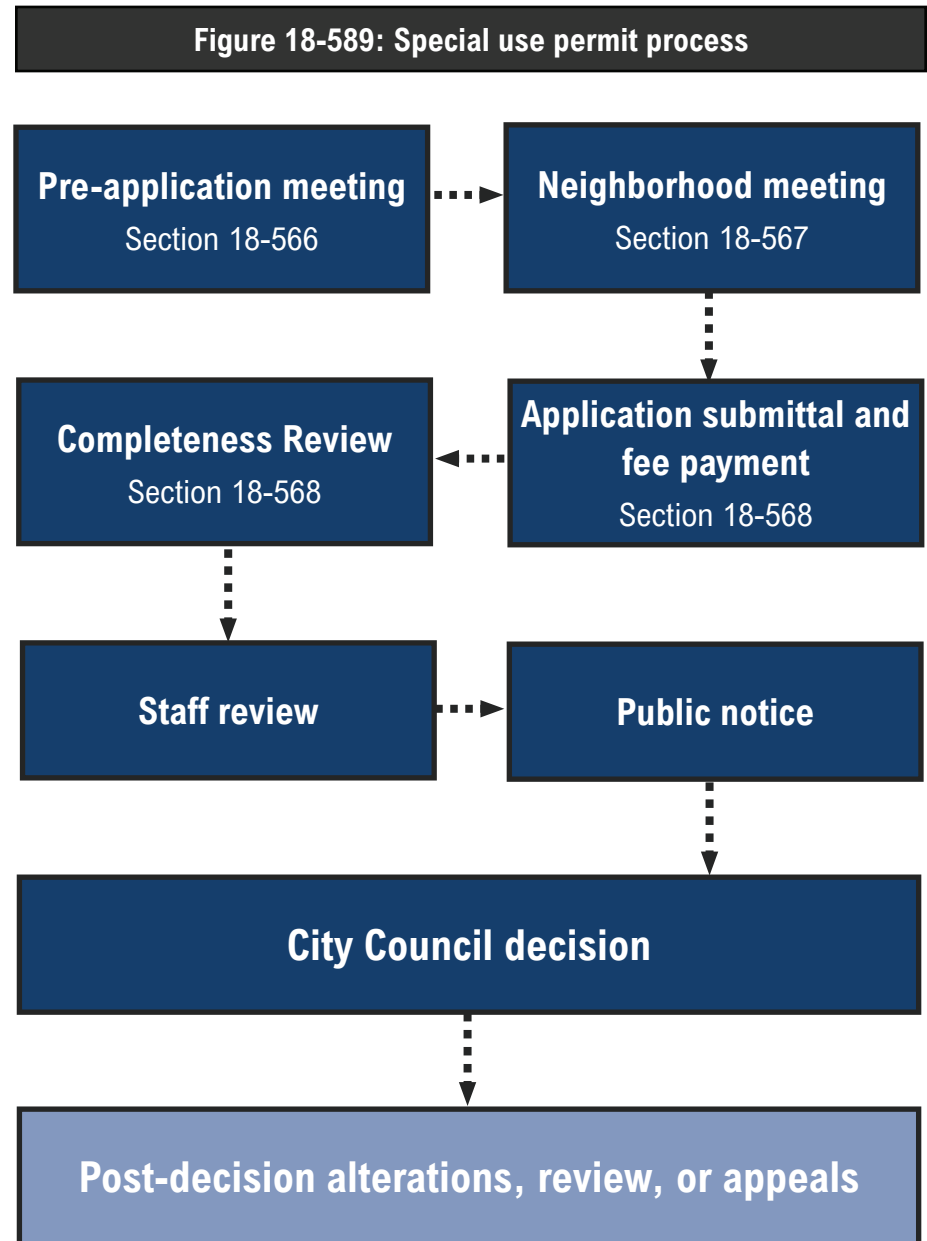 Figure 18-589: Special use permit process
Pre-application meeting
Section 18-566
Neighborhood meeting
Section 18-567
Application submittal and
fee payment
Section 18-568
Completeness Review
Section 18-568
Staff review
Public notice
City Council decision
Post-decision alterations, review, or appeals